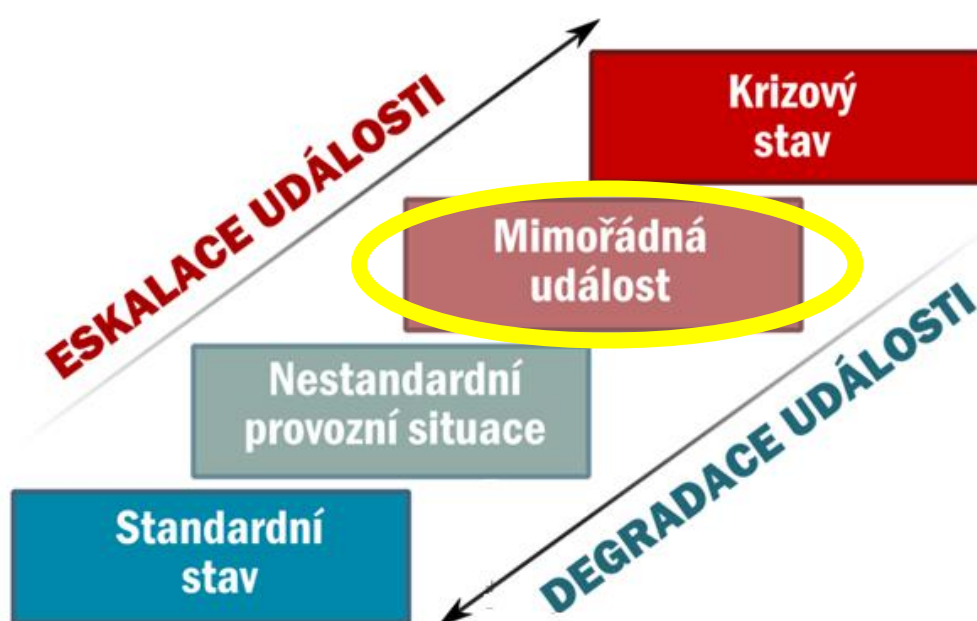 ESKALACE UDÁLOSTI
Krizový
stav
Mimořádná
událost
Nestandardní
provozní situace
Standardní
stav
DEGRADACE UDÁLOSTI